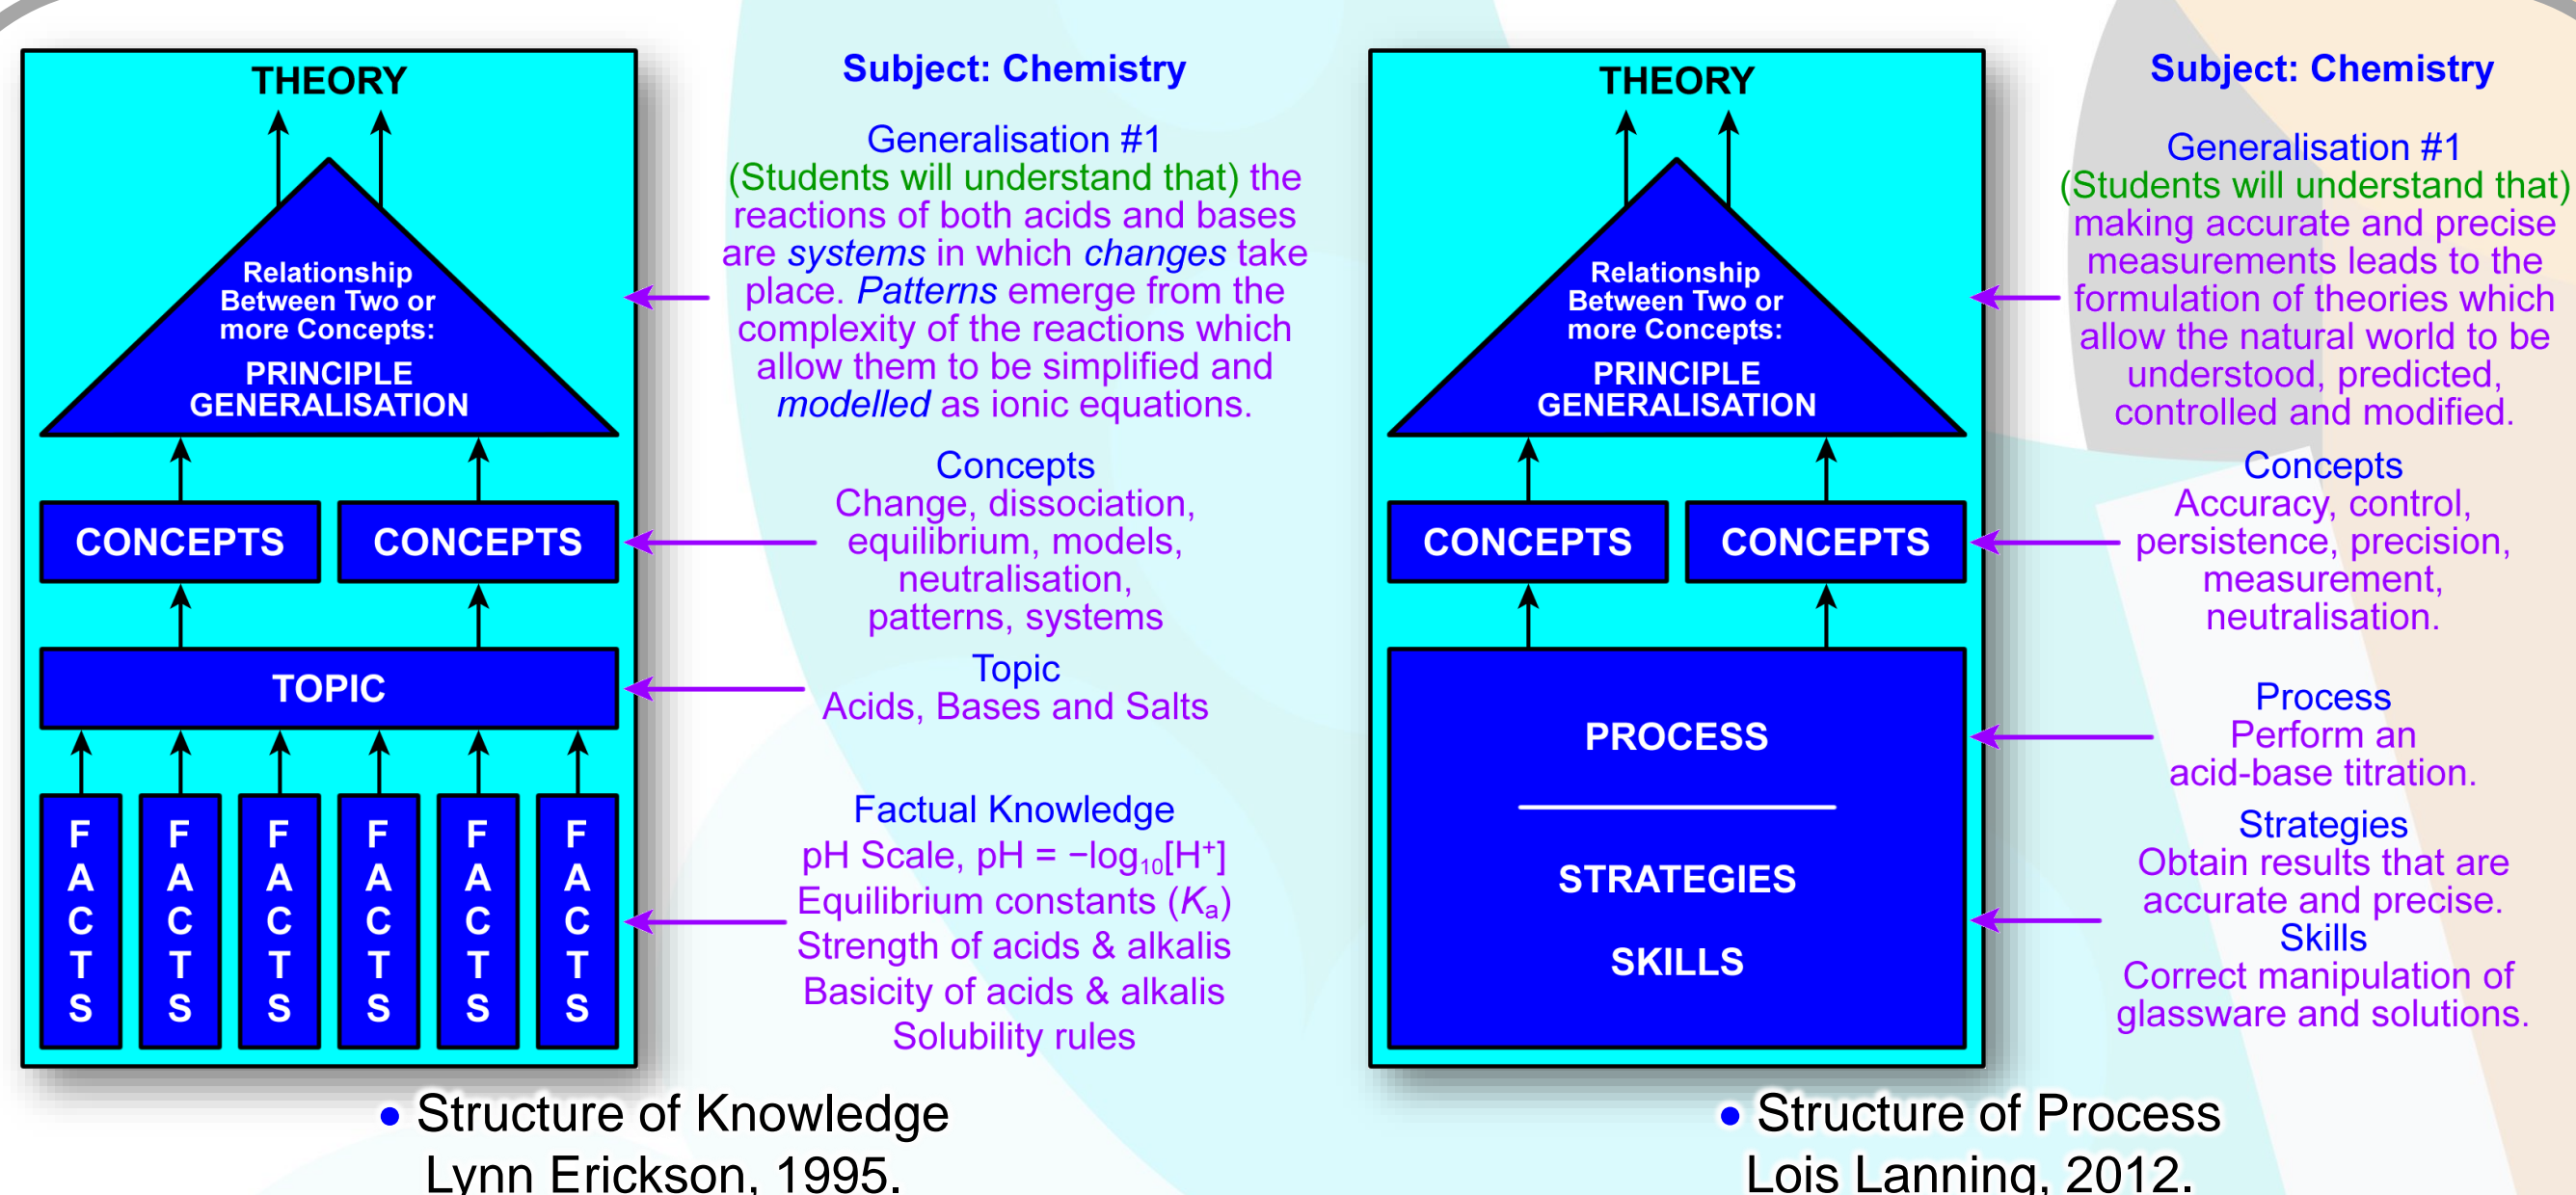 THEORY
Relationship
Between Two or
more Concepts:
PRINCIPLE
GENERALISATION
CONCEPTS
CONCEPTS
TOPIC
FACTS
FACTS
FACTS
FACTS
FACTS
FACTS
Subject: Chemistry
Generalisation #1
(Students will understand that) the
reactions of both acids and bases
are systems in which changes take
place. Patterns emerge from the
complexity of the reactions which
allow them to be simplified and
modelled as ionic equations.
Concepts
Change, dissociation,
equilibrium, models,
neutralisation,
patterns, systems
Topic
Acids, Bases and Salts
Factual Knowledge
pH Scale, pH = −log₁₀[H⁺]
Equilibrium constants (Kₐ)
Strength of acids & alkalis
Basicity of acids & alkalis
Solubility rules
• Structure of Knowledge
Lynn Erickson, 1995.
THEORY
Relationship
Between Two or
more Concepts:
PRINCIPLE
GENERALISATION
CONCEPTS
CONCEPTS
PROCESS
STRATEGIES
SKILLS
Subject: Chemistry
Generalisation #1
(Students will understand that)
making accurate and precise
measurements leads to the
formulation of theories which
allow the natural world to be
understood, predicted,
controlled and modified.
Concepts
Accuracy, control,
persistence, precision,
measurement,
neutralisation.
Process
Perform an
acid-base titration.
Strategies
Obtain results that are
accurate and precise.
Skills
Correct manipulation of
glassware and solutions.
• Structure of Process
Lois Lanning, 2012.